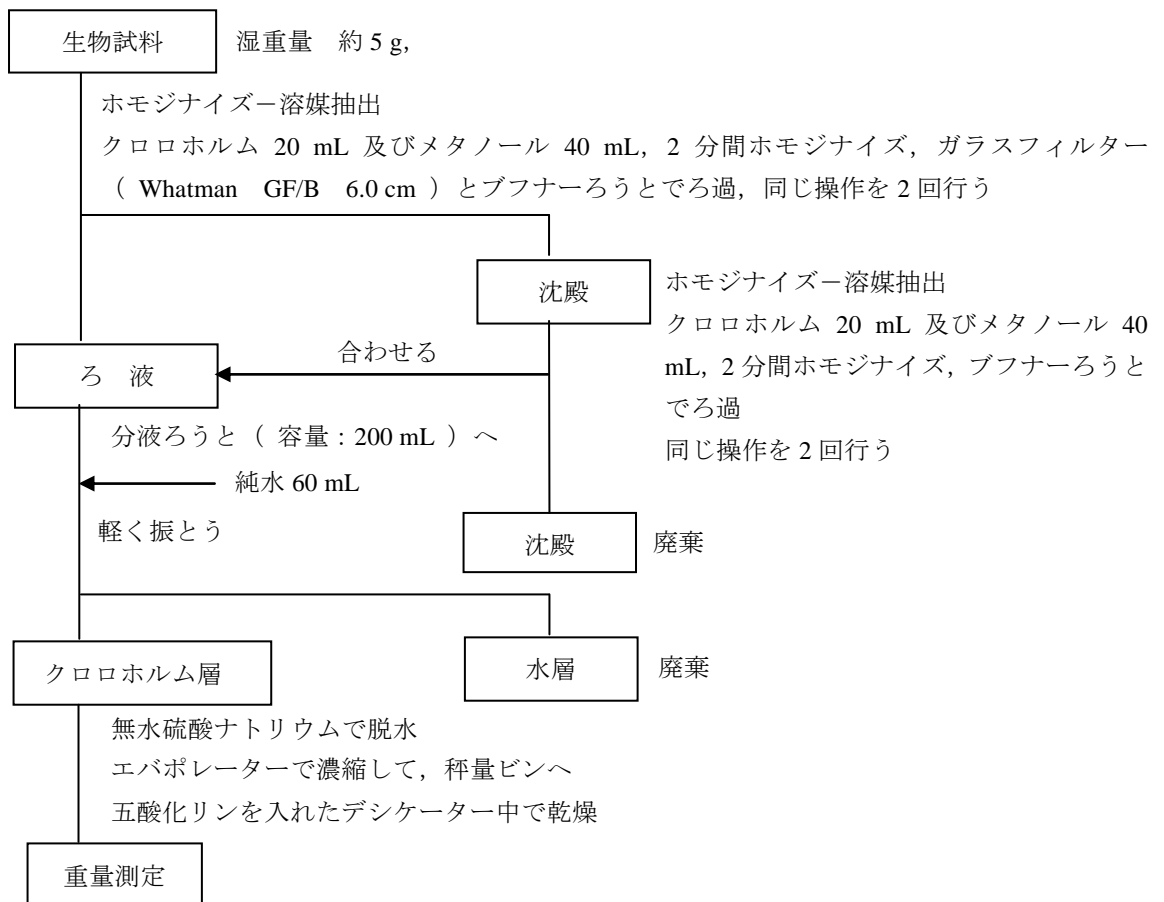 生物試料　湿重量　約 5 g,
ホモジナイズ－溶媒抽出
クロロホルム 20 mL 及びメタノール 40 mL，2 分間ホモジナイズ，ガラスフィルター
（ Whatman　GF/B　6.0 cm ）とブフナーろうとでろ過，同じ操作を 2 回行う
沈殿
ホモジナイズ－溶媒抽出
クロロホルム 20 mL 及びメタノール 40
mL，2 分間ホモジナイズ，ブフナーろうと
でろ過
同じ操作を 2 回行う
合わせる
ろ　液
分液ろうと（ 容量：200 mL ）へ
純水 60 mL
軽く振とう
沈殿　廃棄
クロロホルム層
水層　廃棄
無水硫酸ナトリウムで脱水
エバポレーターで濃縮して，秤量ビンへ
五酸化リンを入れたデシケーター中で乾燥
重量測定